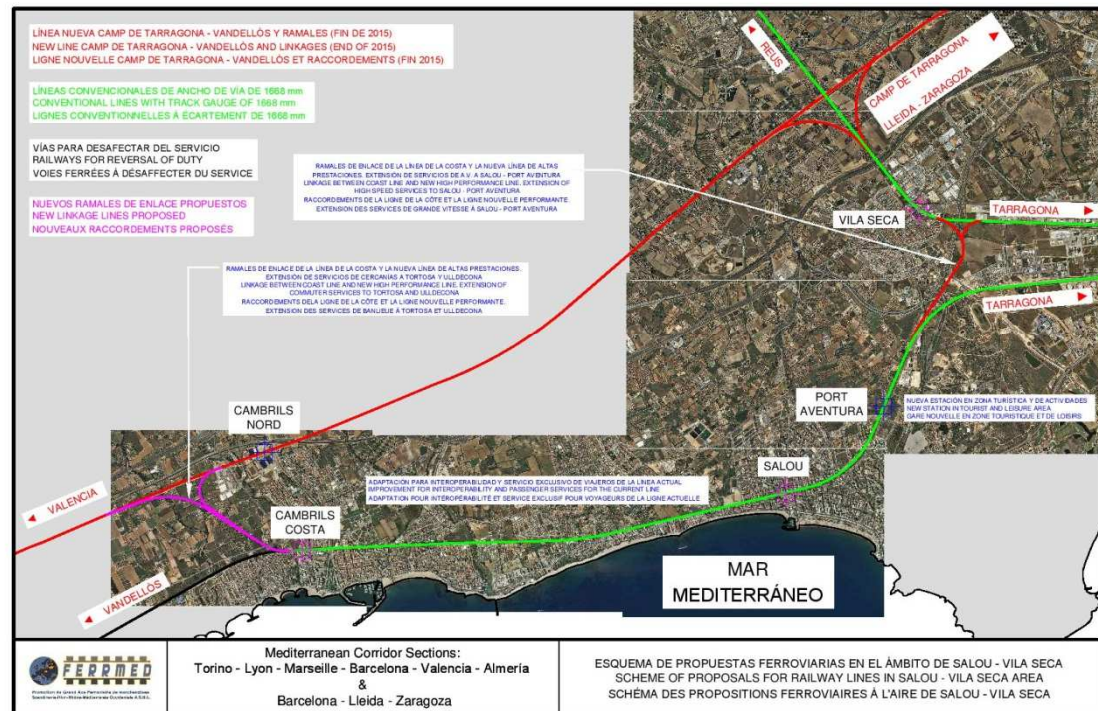 LÍNEA NUEVA CAMP DE TARRAGONA - VANDELLÒS Y RAMALES (FIN DE 2015)
NEW LINE CAMP DE TARRAGONA - VANDELLÒS AND LINKAGES (END OF 2015)
LIGNE NOUVELLE CAMP DE TARRAGONA - VANDELLÒS ET RACCORDEMENTS (FIN 2015)
LÍNEAS CONVENCIONALES DE ANCHO DE VÍA DE 1668 mm
CONVENTIONAL LINES WITH TRACK GAUGE OF 1668 mm
LIGNES CONVENTIONNELLES À ÉCARTEMENT DE 1668 mm
VÍAS PARA DESAFECTAR DEL SERVICIO
RAILWAYS FOR REVERSAL OF DUTY
VOIES FERRÉES À DÉSAFFECTER DU SERVICE
NUEVOS RAMALES DE ENLACE PROPUESTOS
NEW LINKAGE LINES PROPOSED
NOUVEAUX RACCORDEMENTS PROPOSÉS
REUS
CAMP DE TARRAGONA
LLEIDA - ZARAGOZA
RAMALES DE ENLACE DE LA LÍNEA DE LA COSTA Y LA NUEVA LÍNEA DE ALTAS
PRESTACIONES. EXTENSIÓN DE SERVICIOS DE A.V. A SALOU - PORT AVENTURA
LINKAGE BETWEEN COAST LINE AND NEW HIGH PERFORMANCE LINE. EXTENSION OF
HIGH SPEED SERVICES TO SALOU - PORT AVENTURA
RACCORDEMENTS DE LA LIGNE DE LA CÔTE ET LA LIGNE NOUVELLE PERFORMANTE.
EXTENSION DES SERVICES DE GRANDE VITESSE À SALOU - PORT AVENTURA
VILA SECA
TARRAGONA
RAMALES DE ENLACE DE LA LÍNEA DE LA COSTA Y LA NUEVA LÍNEA DE ALTAS PRESTACIONES.
EXTENSIÓN DE SERVICIOS DE CERCANÍAS A TORTOSA Y ULLDECONA
LINKAGE BETWEEN COAST LINE AND NEW HIGH PERFORMANCE LINE. EXTENSION OF
COMMUTER SERVICES TO TORTOSA AND ULLDECONA
RACCORDEMENTS DELA LIGNE DE LA CÔTE ET LA LIGNE NOUVELLE PERFORMANTE.
EXTENSION DES SERVICES DE BANLIEUE À TORTOSA ET ULLDECONA
TARRAGONA
PORT
AVENTURA
NUEVA ESTACIÓN EN ZONA TURÍSTICA Y DE ACTIVIDADES
NEW STATION IN TOURIST AND LEISURE AREA
GARE NOUVELLE EN ZONE TOURISTIQUE ET DE LOISIRS
CAMBRILS
NORD
SALOU
ADAPTACIÓN PARA INTEROPERABILIDAD Y SERVICIO EXCLUSIVO DE VIAJEROS DE LA LÍNEA ACTUAL
IMPROVEMENT FOR INTEROPERABILITY AND PASSENGER SERVICES FOR THE CURRENT LINE
ADAPTATION POUR INTÉROPÉRABILITÉ ET SERVICE EXCLUSIF POUR VOYAGEURS DE LA LIGNE ACTUELLE
VALENCIA
CAMBRILS
COSTA
VANDELLÒS
MAR
MEDITERRÁNEO
FERRMED
Mediterranean Corridor Sections:
Torino - Lyon - Marseille - Barcelona - Valencia - Almería
&
Barcelona - Lleida - Zaragoza
ESQUEMA DE PROPUESTAS FERROVIARIAS EN EL ÁMBITO DE SALOU - VILA SECA
SCHEME OF PROPOSALS FOR RAILWAY LINES IN SALOU - VILA SECA AREA
SCHÉMA DES PROPOSITIONS FERROVIAIRES À L'AIRE DE SALOU - VILA SECA